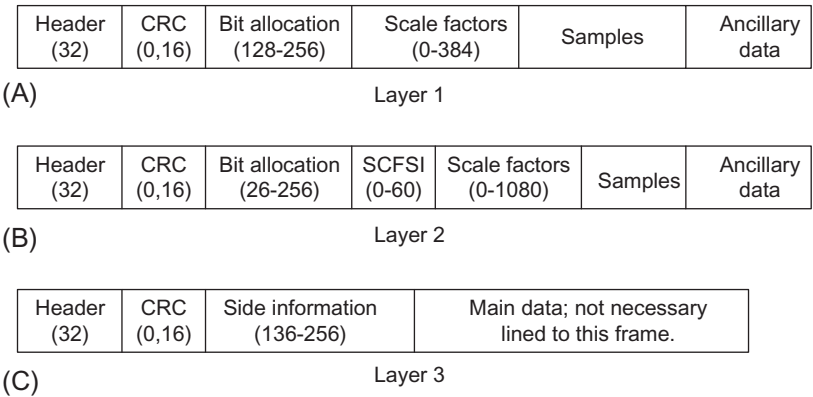 Header (32)
CRC (0,16)
Bit allocation (128-256)
Scale factors (0-384)
Samples
Ancillary data
(A)
Layer 1
Header (32)
CRC (0,16)
Bit allocation (26-256)
SCFSI (0-60)
Scale factors (0-1080)
Samples
Ancillary data
(B)
Layer 2
Header (32)
CRC (0,16)
Side information (136-256)
Main data; not necessary lined to this frame.
(C)
Layer 3